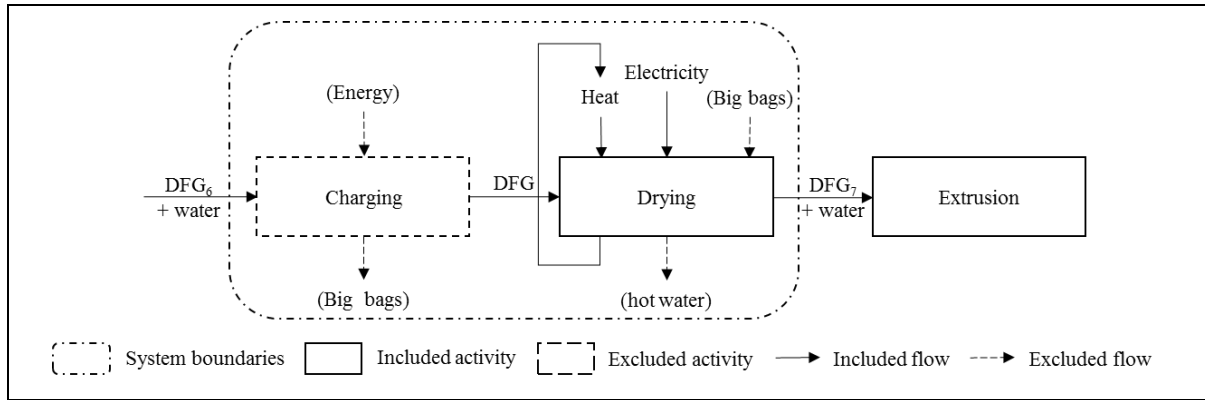 Electricity
(Energy)
Heat
(Big bags)
DFG₆
+ water
Charging
DFG
Drying
DFG₇
+ water
Extrusion
(Big bags)
(hot water)
System boundaries
Included activity
Excluded activity
Included flow
Excluded flow